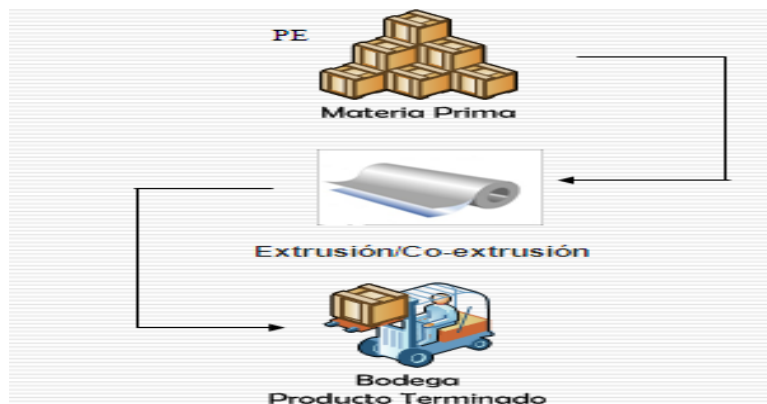 PE
Materia Prima
Extrusión/Co-extrusión
Bodega
Producto Terminado